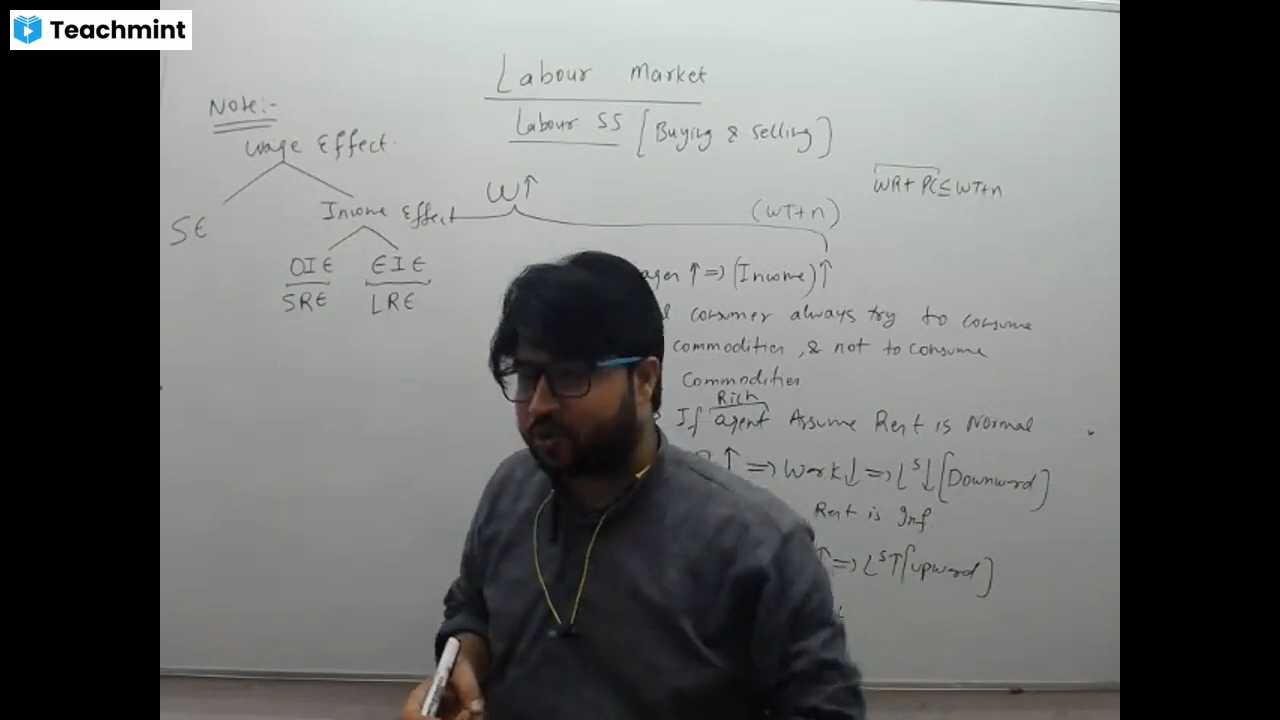 Teachmint
Labour Market
Labour SS [Buying & Selling]
Note:-
Wage Effect.
SE
Income Effect
OIE EIE
SRE LRE
W↑
(WT+n)
WR+PC≤WT+n
↑⇒(Income)↑
consumer always try to consume
commodities, & not to consume
Commodities
Rich
If agent Assume Rest is Normal
↑⇒Work↓⇒Lˢ↓[Downward]
Rest is Inf
↑⇒Lˢ↑[upward]